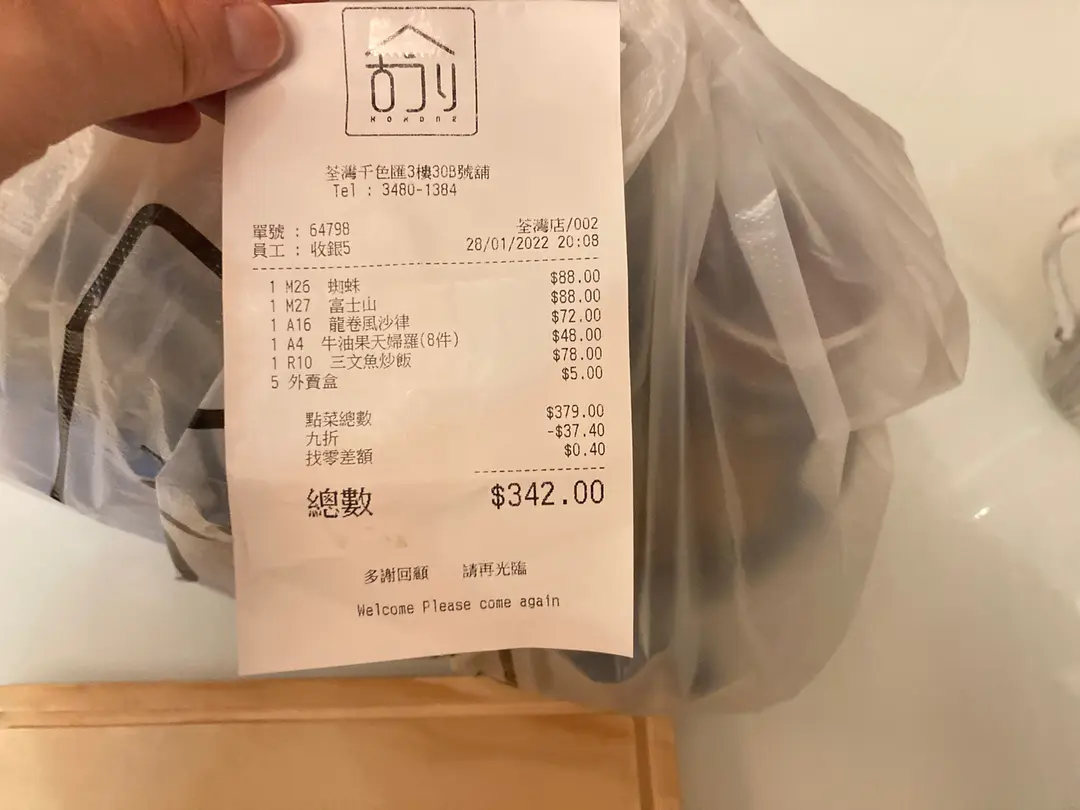 古づり
荃灣千色匯3樓30B號舖
Tel : 3480-1384
單號 : 64798 荃灣店/002
員工 : 收銀5 28/01/2022 20:08
1 M26 蜘蛛 $88.00
1 M27 富士山 $88.00
1 A16 龍卷風沙律 $72.00
1 A4 牛油果天婦羅(8件) $48.00
1 R10 三文魚炒飯 $78.00
5 外賣盒 $5.00
點菜總數 $379.00
九折 -$37.40
找零差額 $0.40
總數 $342.00
多謝回顧 請再光臨
Welcome Please come again